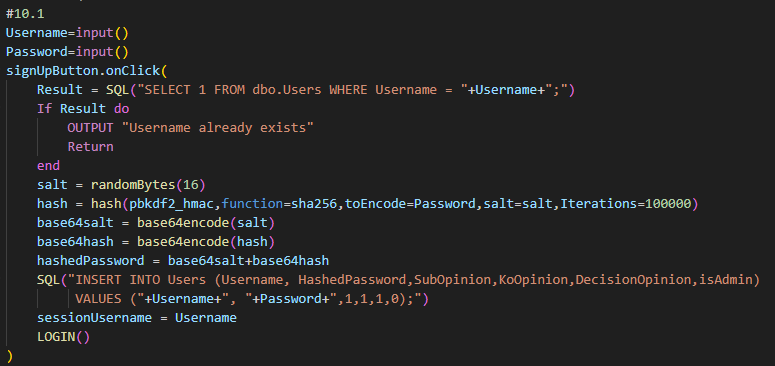 #10.1
Username=input()
Password=input()
signUpButton.onClick(
    Result = SQL("SELECT 1 FROM dbo.Users WHERE Username = "+Username+";")
    If Result do
        OUTPUT "Username already exists"
        Return
    end
    salt = randomBytes(16)
    hash = hash(pbkdf2_hmac,function=sha256,toEncode=Password,salt=salt,Iterations=100000)
    base64salt = base64encode(salt)
    base64hash = base64encode(hash)
    hashedPassword = base64salt+base64hash
    SQL("INSERT INTO Users (Username, HashedPassword,SubOpinion,KoOpinion,DecisionOpinion,isAdmin)
         VALUES ("+Username+", "+Password+",1,1,1,0);")
    sessionUsername = Username
    LOGIN()
)